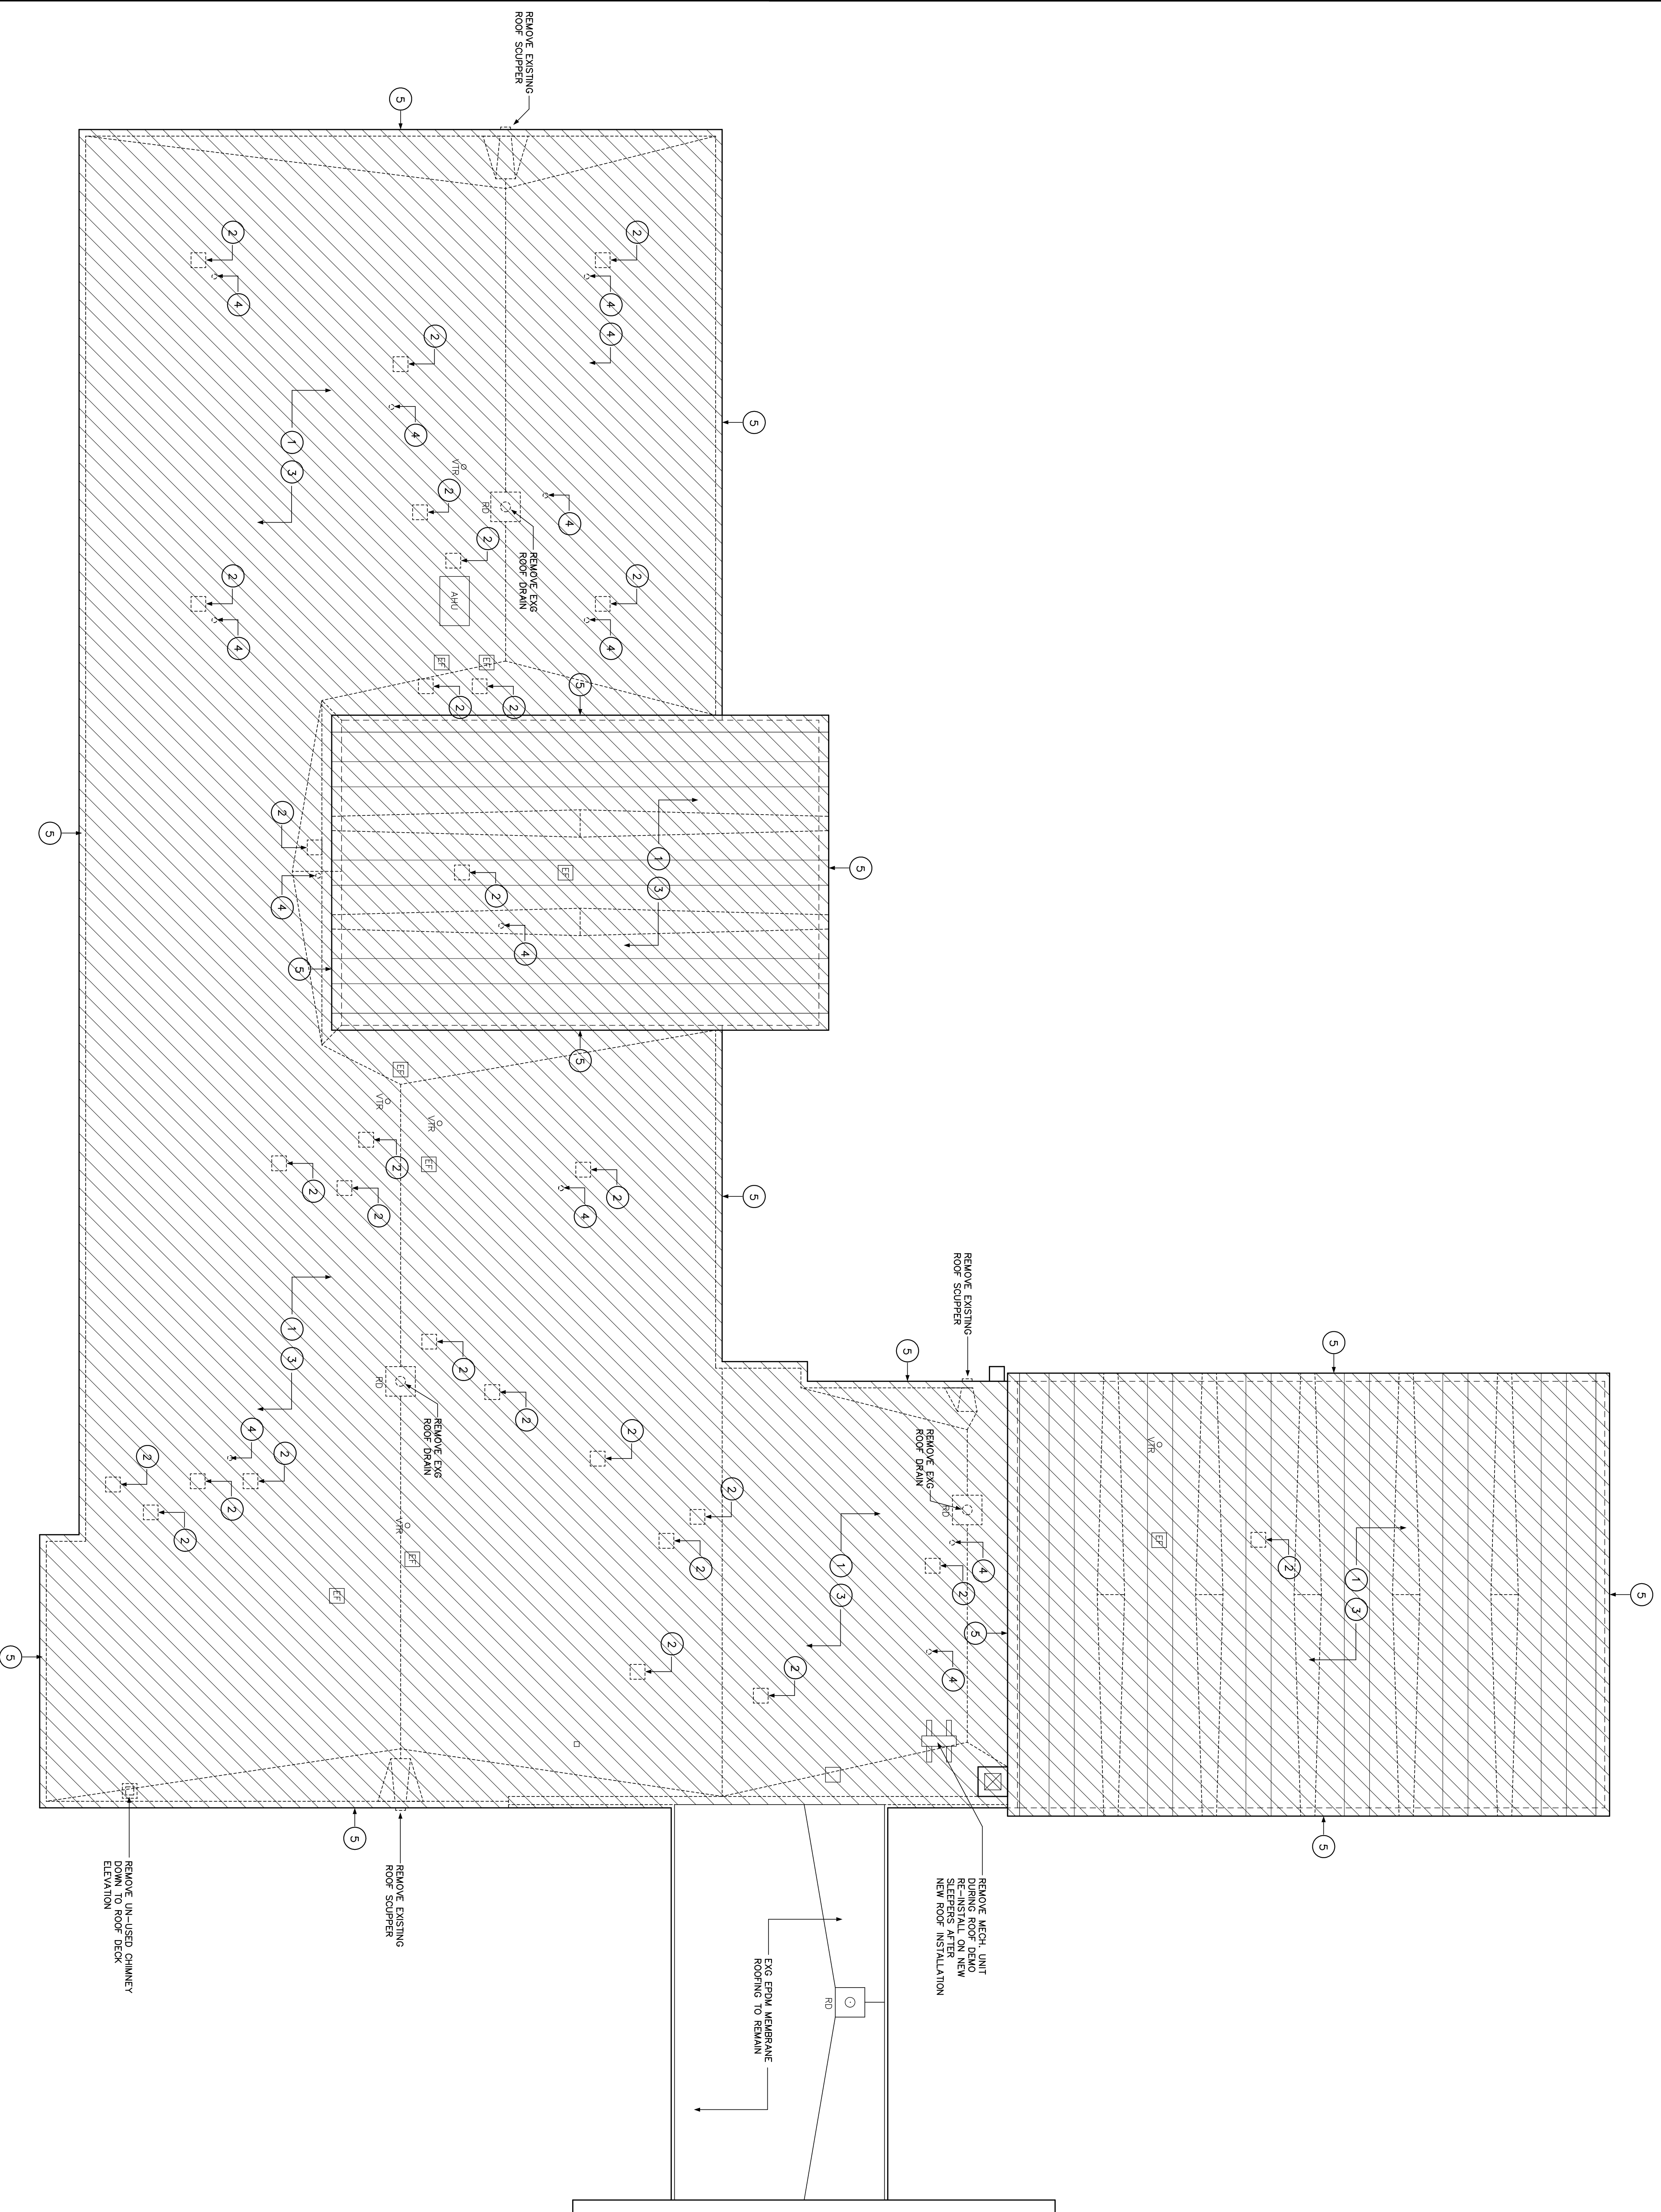 REMOVE EXISTING
ROOF SCUPPER
5
2
2
4
4
4
2
5
4
1
3
VTR
2
RD
4
2
REMOVE EXG
ROOF DRAIN
2
2
AHU
4
4
EF
EF
5
2
2
2
5
5
1
EF
3
2
4
4
5
5
EF
VTR
VTR
2
EF
2
2
2
4
5
REMOVE EXISTING
ROOF SCUPPER
1
3
5
5
2
RD
2
REMOVE EXG
ROOF DRAIN
4
2
2
2
2
2
2
2
2
REMOVE EXG
ROOF DRAIN
RD
VTR
VTR
EF
EF
EF
4
2
1
3
2
1
3
5
5
2
2
4
5
REMOVE MECH. UNIT
DURING ROOF DEMO
RE-INSTALL ON NEW
SLEEPERS AFTER
NEW ROOF INSTALLATION
5
5
REMOVE EXISTING
ROOF SCUPPER
REMOVE UN-USED CHIMNEY
DOWN TO ROOF DECK
ELEVATION
EXG EPDM MEMBRANE
ROOFING TO REMAIN
RD